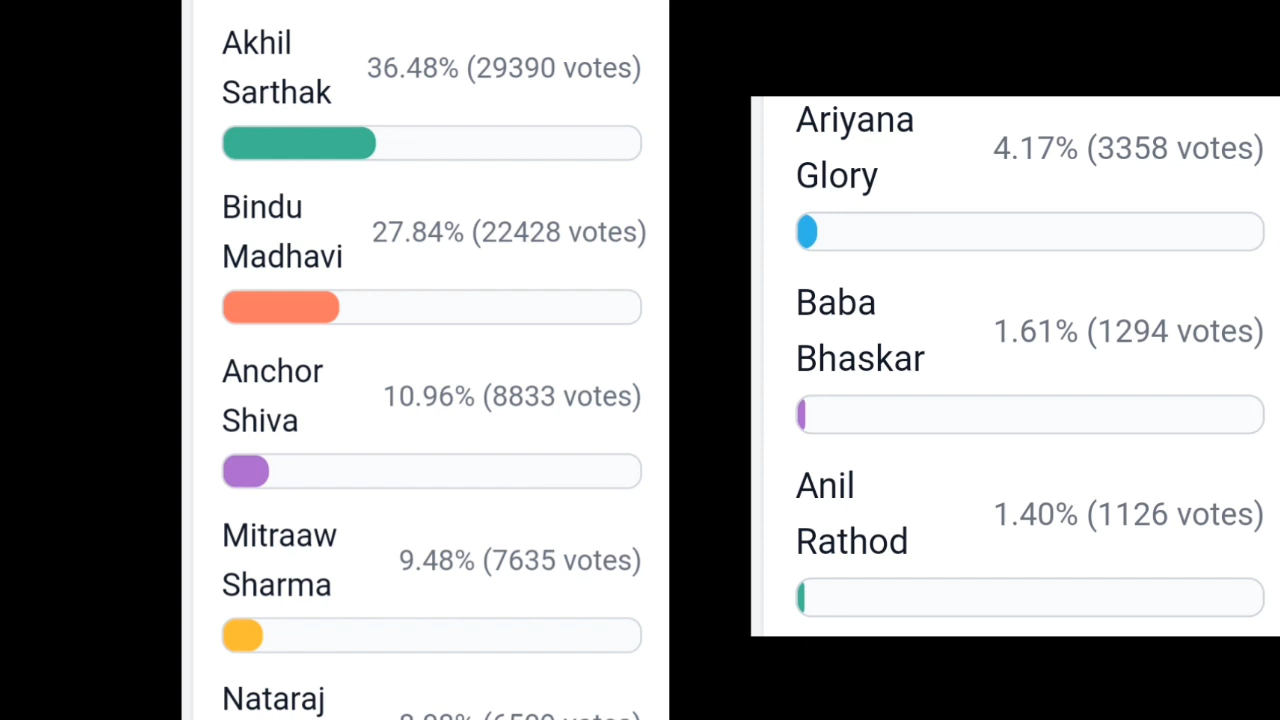 Akhil
Sarthak
36.48% (29390 votes)
Bindu
Madhavi
27.84% (22428 votes)
Anchor
Shiva
10.96% (8833 votes)
Mitraaw
Sharma
9.48% (7635 votes)
Nataraj
Ariyana
Glory
4.17% (3358 votes)
Baba
Bhaskar
1.61% (1294 votes)
Anil
Rathod
1.40% (1126 votes)